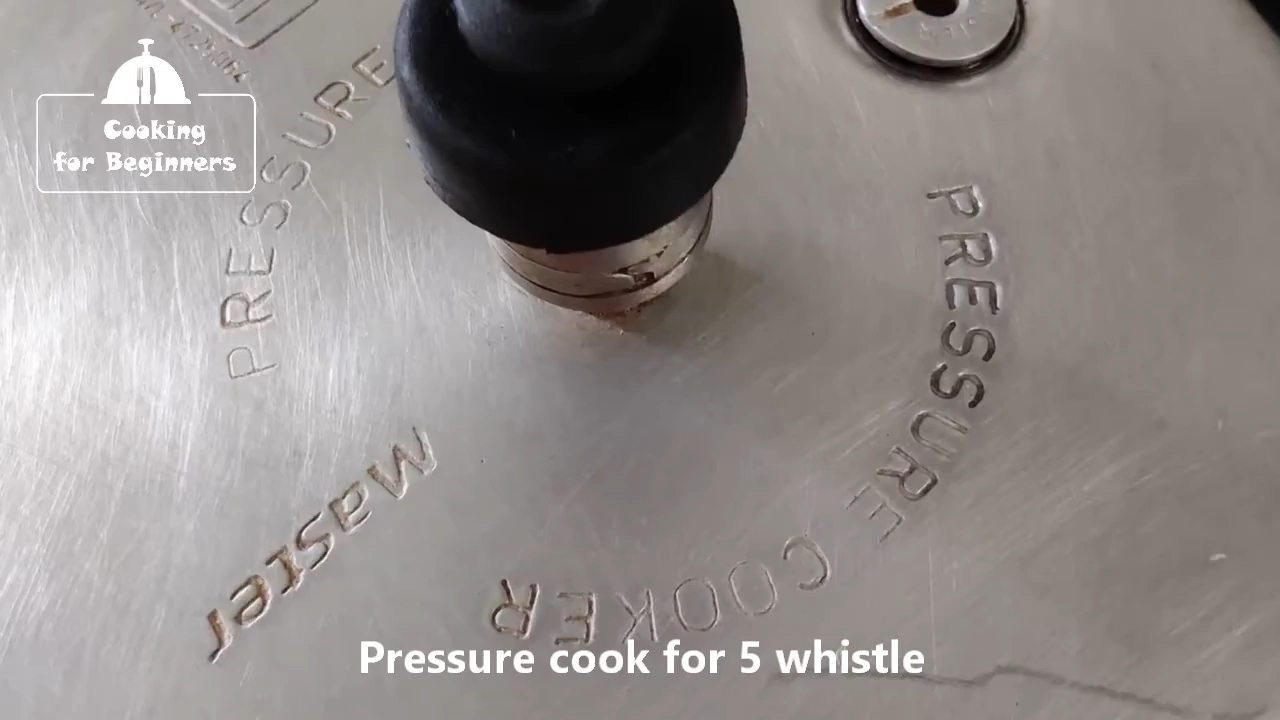 Cooking
for Beginners
PRESSURE
PRESSURE COOKER
Master
Pressure cook for 5 whistle